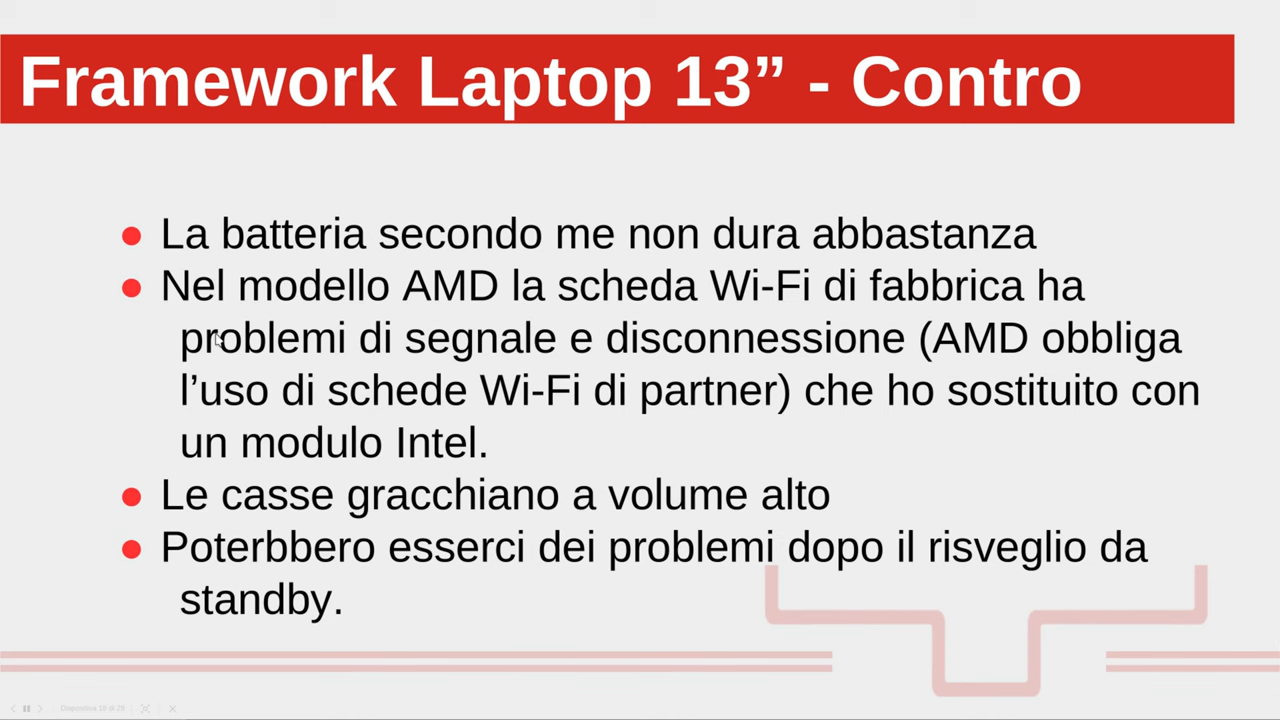 Framework Laptop 13” - Contro
● La batteria secondo me non dura abbastanza
● Nel modello AMD la scheda Wi-Fi di fabbrica ha
problemi di segnale e disconnessione (AMD obbliga
l’uso di schede Wi-Fi di partner) che ho sostituito con
un modulo Intel.
● Le casse gracchiano a volume alto
● Poterbbero esserci dei problemi dopo il risveglio da
standby.